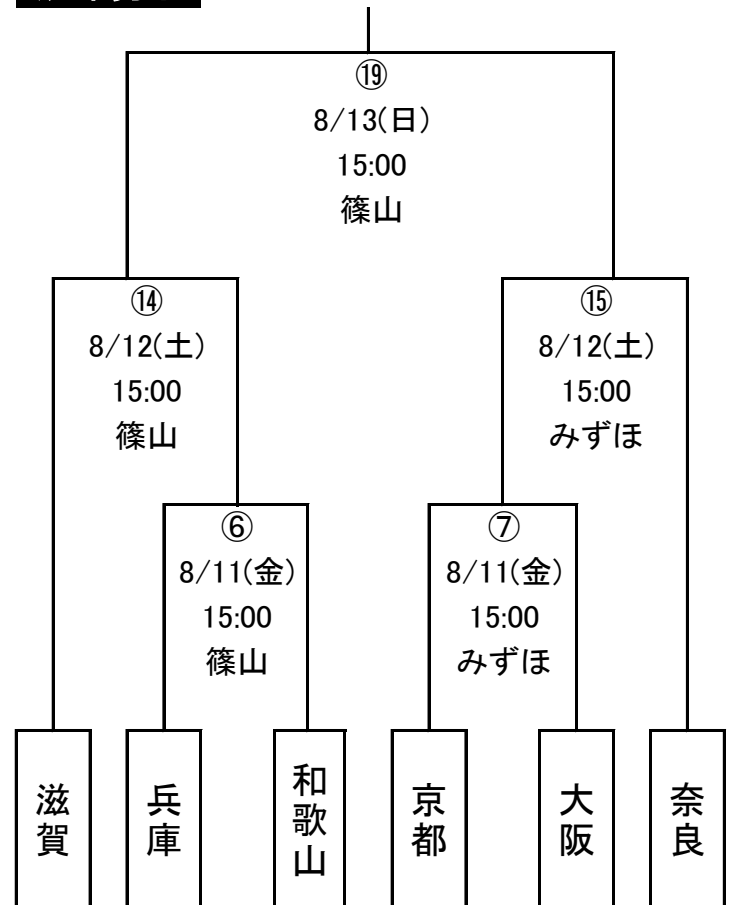 ⑲
8/13(日)
15:00
篠山
⑭
8/12(土)
15:00
篠山
⑮
8/12(土)
15:00
みずほ
⑥
8/11(金)
15:00
篠山
⑦
8/11(金)
15:00
みずほ
滋賀
兵庫
和歌山
京都
大阪
奈良